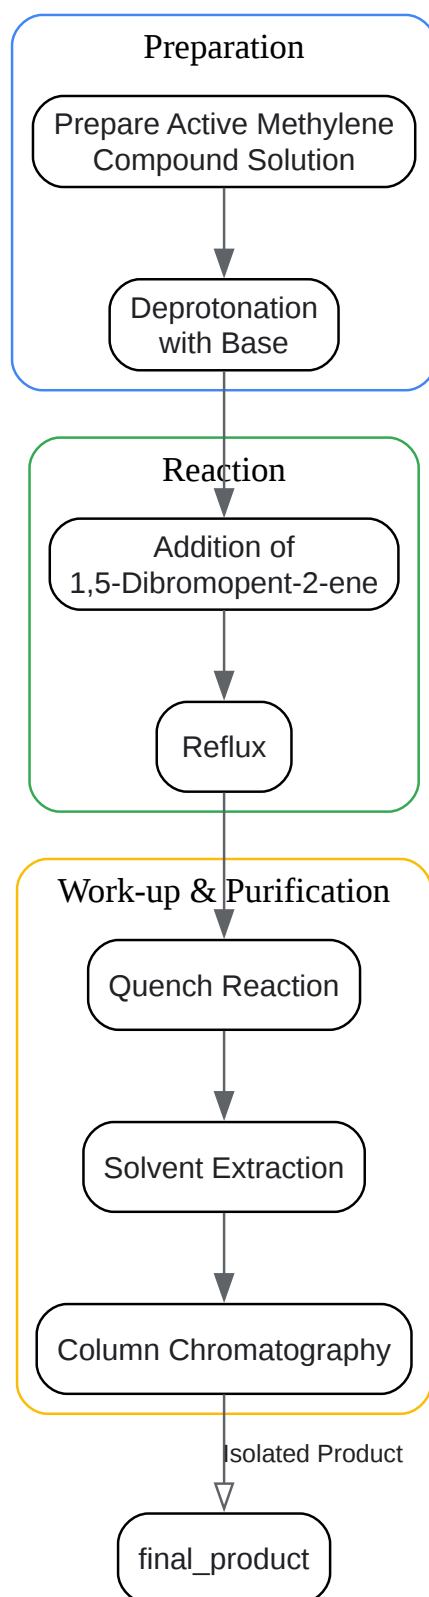 Preparation
Prepare Active Methylene
Compound Solution
Deprotonation
with Base
Reaction
Addition of
1,5-Dibromopent-2-ene
Reflux
Work-up & Purification
Quench Reaction
Solvent Extraction
Column Chromatography
Isolated Product
final_product